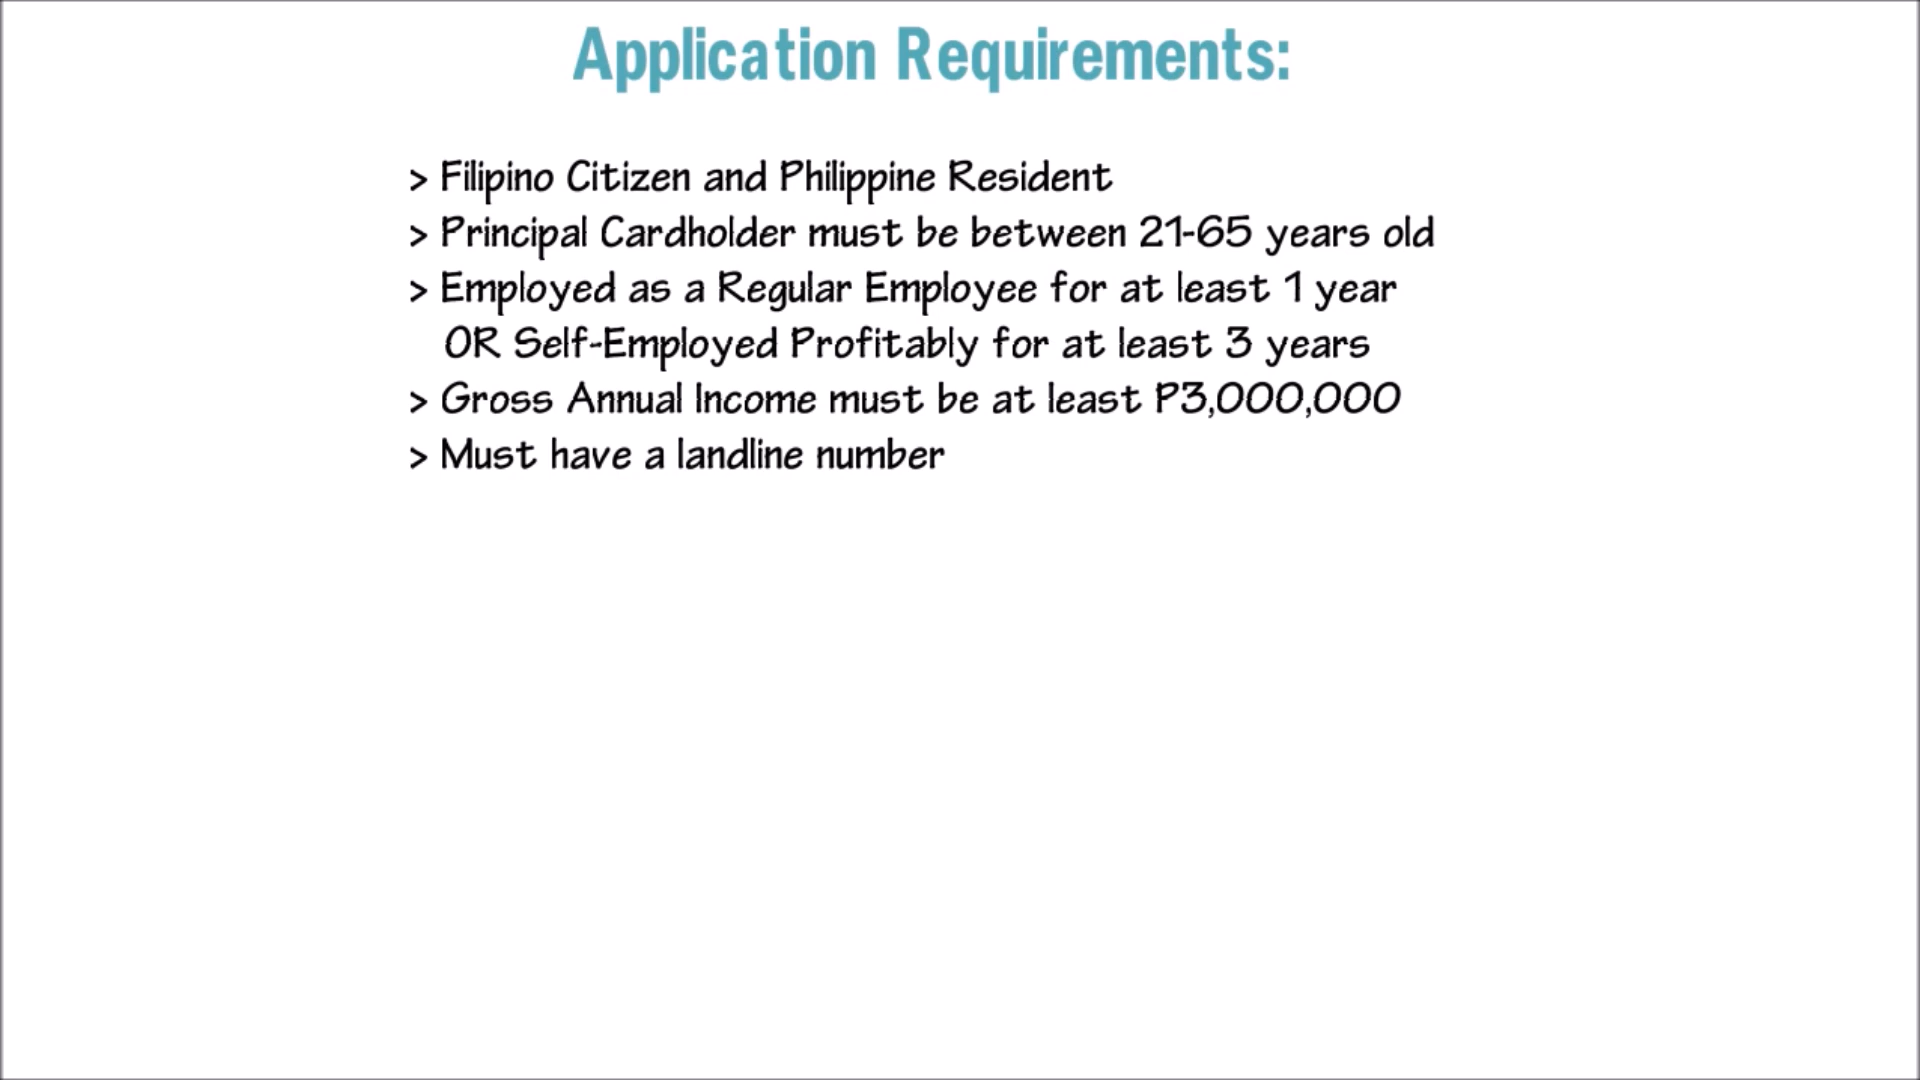 Application Requirements:
> Filipino Citizen and Philippine Resident
> Principal Cardholder must be between 21-65 years old
> Employed as a Regular Employee for at least 1 year
OR Self-Employed Profitably for at least 3 years
> Gross Annual Income must be at least P3,000,000
> Must have a landline number